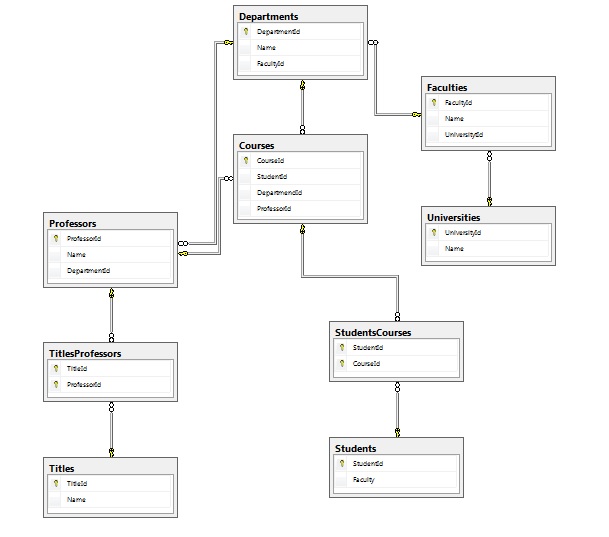 Departments
DepartmentId
Name
FacultyId
Faculties
FacultyId
Name
UniversityId
Courses
CourseId
StudentId
DepartmencId
ProfessorId
Universities
UniversityId
Name
Professors
ProfessorId
Name
DepartmentId
StudentsCourses
StudentId
CourseId
TitlesProfessors
TitleId
ProfessorId
Students
StudentId
Faculty
Titles
TitleId
Name